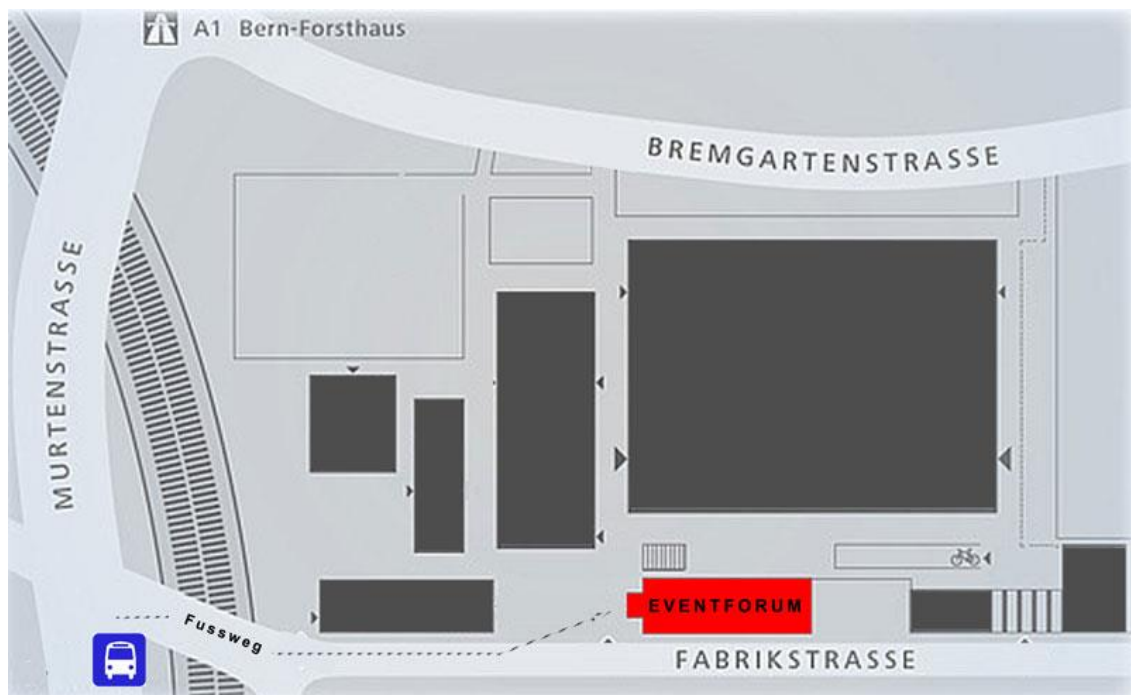 A1 Bern-Forsthaus
BREMGARTENSTRASSE
MURTENSTRASSE
EVENTFORUM
Fussweg
FABRIKSTRASSE